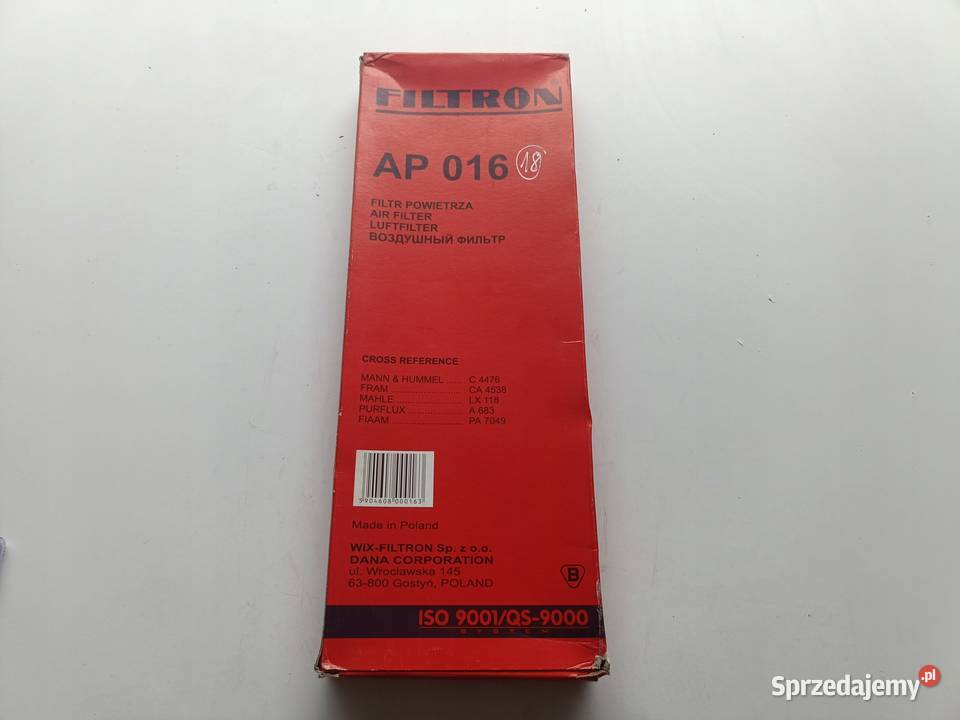 FILTRON®
AP 016 18
FILTR POWIETRZA
AIR FILTER
LUFTFILTER
ВОЗДУШНЫЙ ФИЛЬТР
CROSS REFERENCE
MANN & HUMMEL ..... C 4476
FRAM ........................ CA 4538
MAHLE ...................... LX 118
PURFLUX ................... A 683
FIAAM ....................... PA 7049
5904608000163
Made in Poland
WIX-FILTRON Sp. z o.o.
DANA CORPORATION
ul. Wrocławska 145
63-800 Gostyń, POLAND
B
ISO 9001/QS-9000
SYSTEM
Sprzedajemy.pl